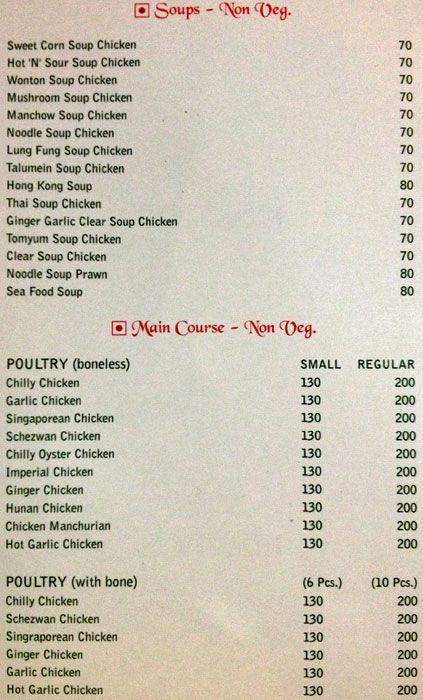 Soups - Non Veg.
Sweet Corn Soup Chicken 70
Hot 'N' Sour Soup Chicken 70
Wonton Soup Chicken 70
Mushroom Soup Chicken 70
Manchow Soup Chicken 70
Noodle Soup Chicken 70
Lung Fung Soup Chicken 70
Talumein Soup Chicken 70
Hong Kong Soup 80
Thai Soup Chicken 70
Ginger Garlic Clear Soup Chicken 70
Tomyum Soup Chicken 70
Clear Soup Chicken 70
Noodle Soup Prawn 80
Sea Food Soup 80
Main Course - Non Veg.
POULTRY (boneless) SMALL REGULAR
Chilly Chicken 130 200
Garlic Chicken 130 200
Singaporean Chicken 130 200
Schezwan Chicken 130 200
Chilly Oyster Chicken 130 200
Imperial Chicken 130 200
Ginger Chicken 130 200
Hunan Chicken 130 200
Chicken Manchurian 130 200
Hot Garlic Chicken 130 200
POULTRY (with bone) (6 Pcs.) (10 Pcs.)
Chilly Chicken 130 200
Schezwan Chicken 130 200
Singraporean Chicken 130 200
Ginger Chicken 130 200
Garlic Chicken 130 200
Hot Garlic Chicken 130 200